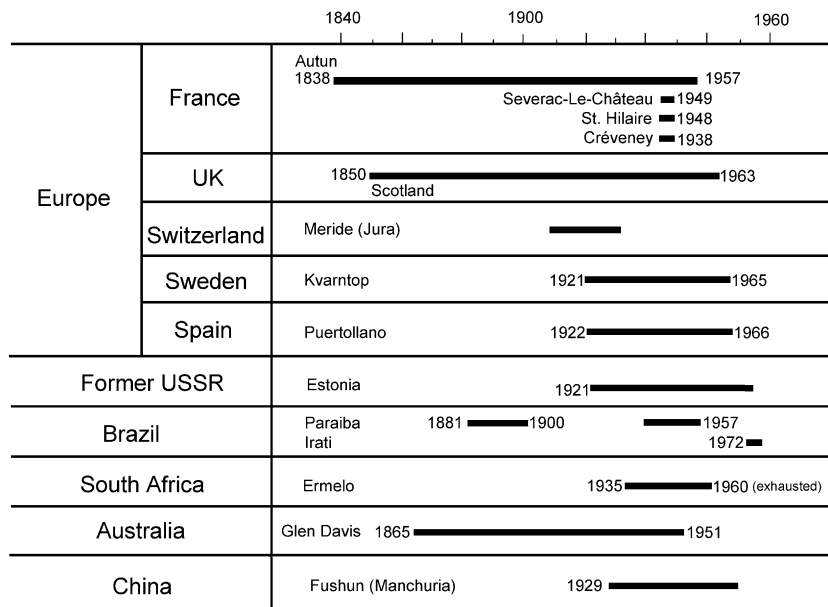 1840 1900 1960
Europe
France
Autun
1838 1957
Severac-Le-Château 1949
St. Hilaire 1948
Créveney 1938
UK
1850 1963
Scotland
Switzerland Meride (Jura)
Sweden Kvarntop 1921 1965
Spain Puertollano 1922 1966
Former USSR Estonia 1921
Brazil
Paraiba 1881 1900 1957
Irati 1972
South Africa Ermelo 1935 1960 (exhausted)
Australia Glen Davis 1865 1951
China Fushun (Manchuria) 1929